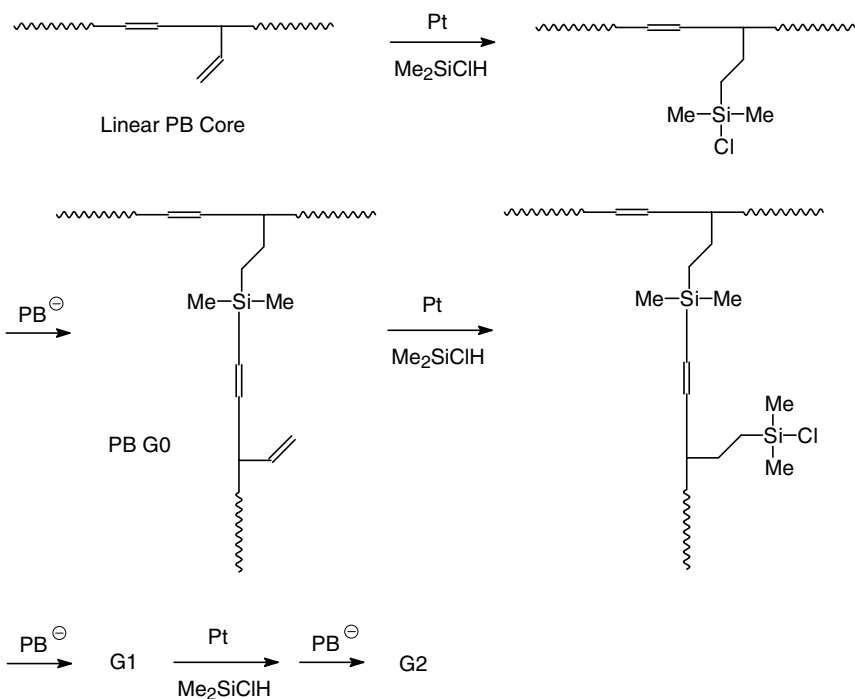 Pt
Me2SiClH
Linear PB Core
Me Si Me
Cl
PB⊖
Me Si Me
PB G0
Pt
Me2SiClH
Me Si Me
Me
Si Cl
Me
PB⊖
G1
Pt
Me2SiClH
PB⊖
G2